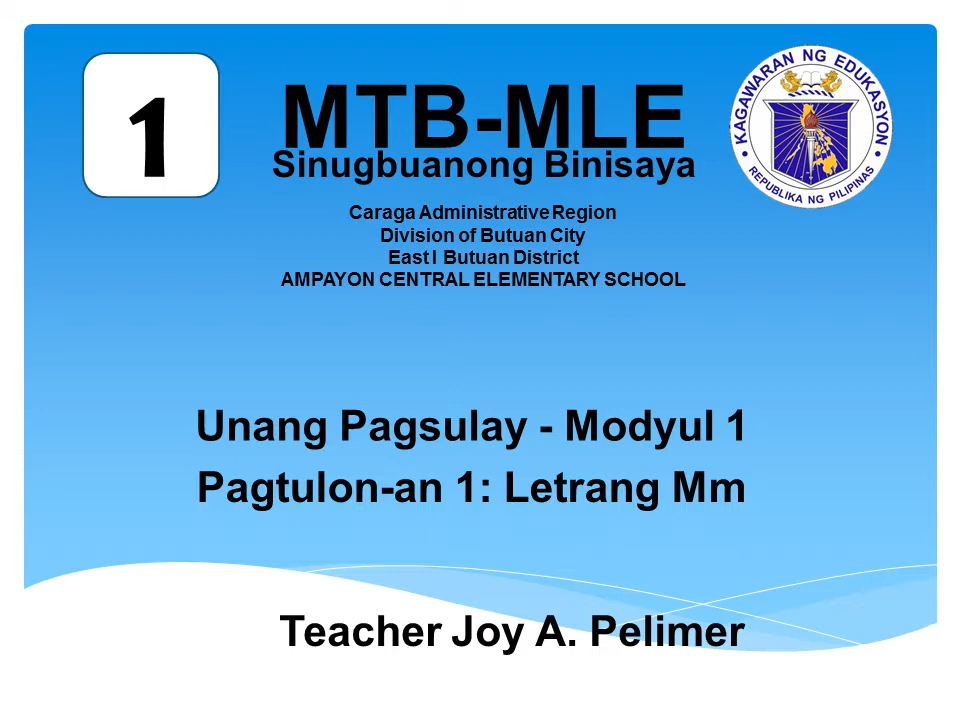 1
MTB-MLE
Sinugbuanong Binisaya
KAGAWARAN NG EDUKASYON
REPUBLIKA NG PILIPINAS
Caraga Administrative Region
Division of Butuan City
East I Butuan District
AMPAYON CENTRAL ELEMENTARY SCHOOL
Unang Pagsulay - Modyul 1
Pagtulon-an 1: Letrang Mm
Teacher Joy A. Pelimer